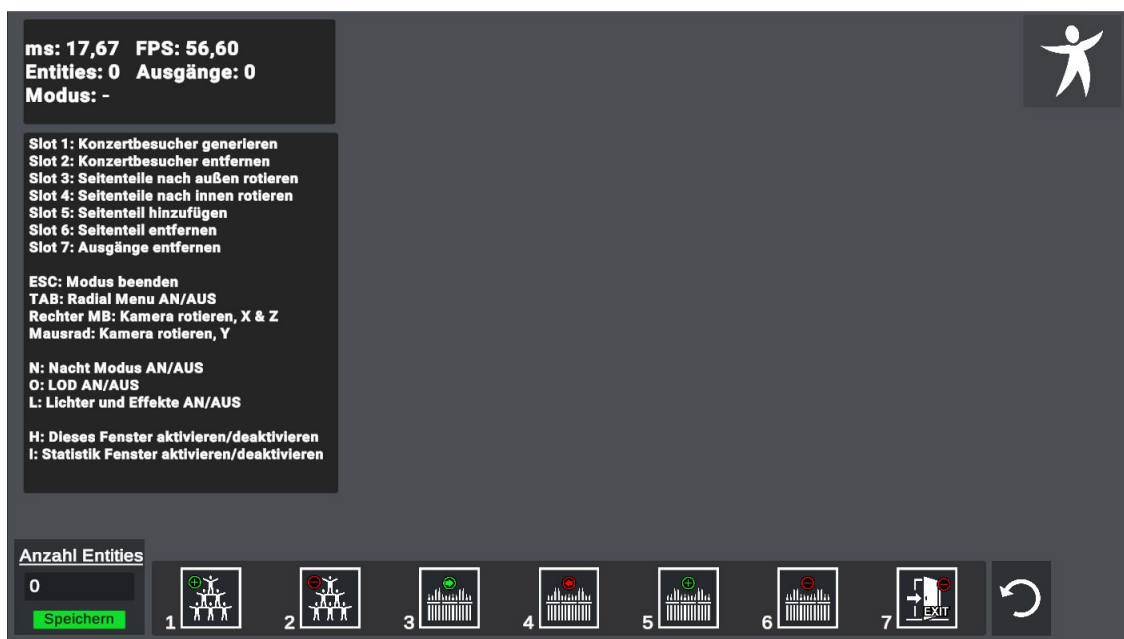 ms: 17,67 FPS: 56,60
Entities: 0 Ausgänge: 0
Modus: -
Slot 1: Konzertbesucher generieren
Slot 2: Konzertbesucher entfernen
Slot 3: Seitenteile nach außen rotieren
Slot 4: Seitenteile nach innen rotieren
Slot 5: Seitenteil hinzufügen
Slot 6: Seitenteil entfernen
Slot 7: Ausgänge entfernen
ESC: Modus beenden
TAB: Radial Menu AN/AUS
Rechter MB: Kamera rotieren, X & Z
Mausrad: Kamera rotieren, Y
N: Nacht Modus AN/AUS
O: LOD AN/AUS
L: Lichter und Effekte AN/AUS
H: Dieses Fenster aktivieren/deaktivieren
I: Statistik Fenster aktivieren/deaktivieren
Anzahl Entities
0
Speichern
1 2 3 4 5 6 7 EXIT